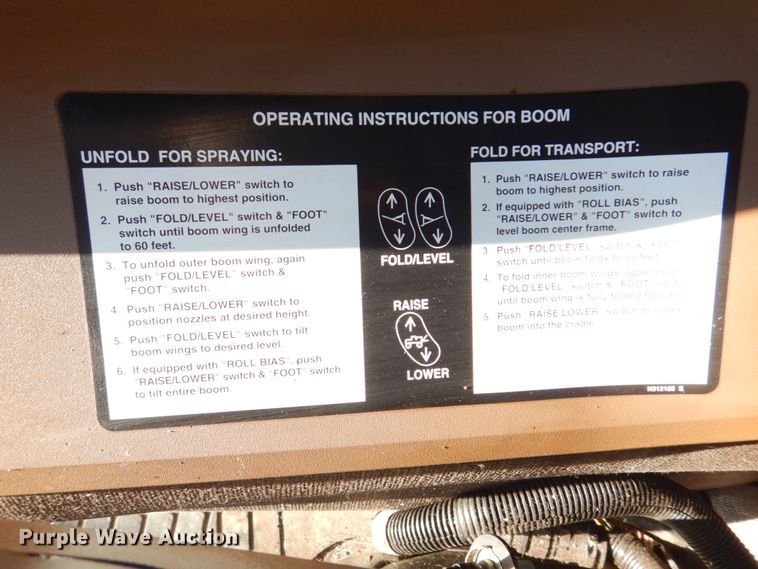 OPERATING INSTRUCTIONS FOR BOOM
UNFOLD FOR SPRAYING:
1. Push "RAISE/LOWER" switch to
raise boom to highest position.
2. Push "FOLD/LEVEL" switch & "FOOT"
switch until boom wing is unfolded
to 60 feet.
3. To unfold outer boom wing, again
push "FOLD/LEVEL" switch &
"FOOT" switch.
4. Push "RAISE/LOWER" switch to
position nozzles at desired height.
5. Push "FOLD/LEVEL" switch to tilt
boom wings to desired level.
6. If equipped with "ROLL BIAS", push
"RAISE/LOWER" switch & "FOOT" switch
to tilt entire boom.
FOLD/LEVEL
RAISE
LOWER
FOLD FOR TRANSPORT:
1. Push "RAISE/LOWER" switch to raise
boom to highest position.
2. If equipped with "ROLL BIAS", push
"RAISE/LOWER" & "FOOT" switch to
level boom center frame.
3. Push "FOLD/LEVEL" switch & "FOOT"
switch until boom folds to 60 feet.
4. To fold inner boom wings, again push
"FOLD/LEVEL" switch & "FOOT" switch
until boom wing is fully folded forward.
5. Push "RAISE/LOWER" switch to lower
boom into the cradle.
N312185
Purple Wave Auction